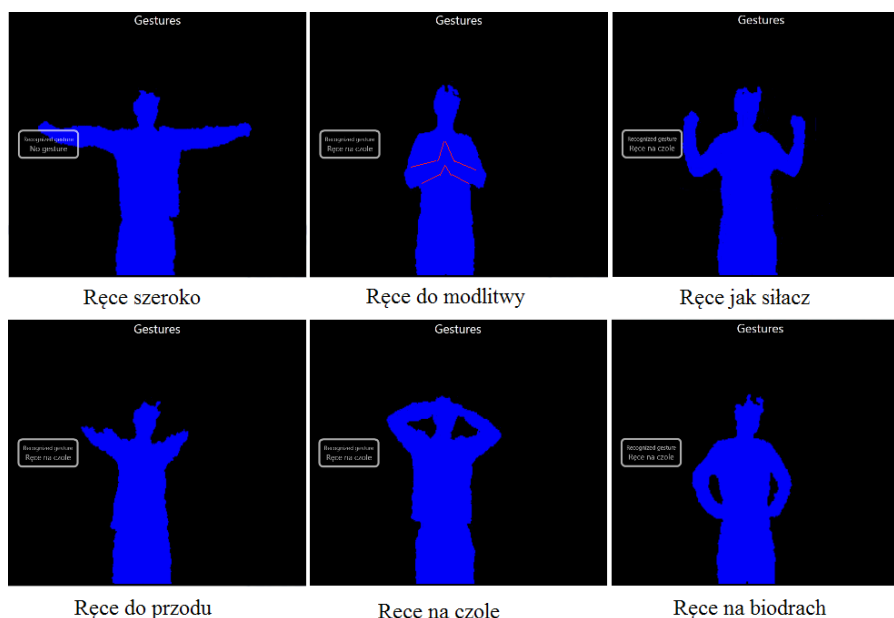 Gestures
Gestures
Gestures
Recognized gesture
No gesture
Recognized gesture
Ręce na czole
Recognized gesture
Ręce na czole
Ręce szeroko
Ręce do modlitwy
Ręce jak siłacz
Gestures
Gestures
Gestures
Recognized gesture
Ręce na czole
Recognized gesture
Ręce na czole
Recognized gesture
Ręce na czole
Ręce do przodu
Ręce na czole
Ręce na biodrach